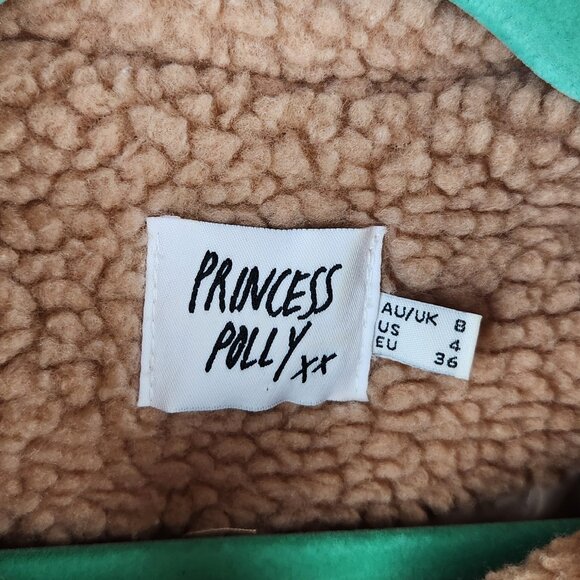 PRINCESS
POLLY xx
AU/UK 8
US 4
EU 36